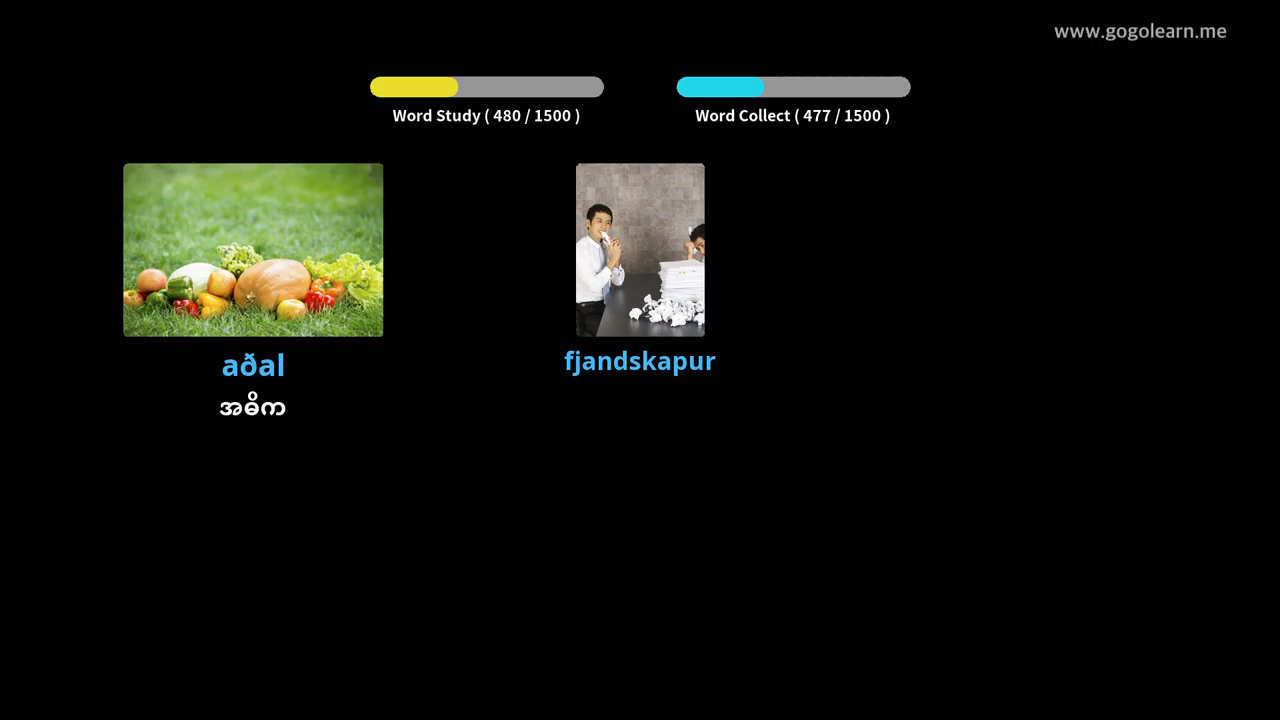 www.gogolearn.me
Word Study ( 480 / 1500 )
Word Collect ( 477 / 1500 )
aðal
အဓိက
fjandskapur